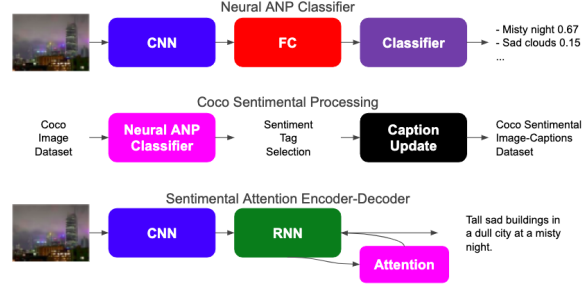 Neural ANP Classifier
CNN
FC
Classifier
- Misty night 0.67
- Sad clouds 0.15
...
Coco Sentimental Processing
Coco
Image
Dataset
Neural ANP
Classifier
Sentiment
Tag
Selection
Caption
Update
Coco Sentimental
Image-Captions
Dataset
Sentimental Attention Encoder-Decoder
CNN
RNN
Attention
Tall sad buildings in
a dull city at a misty
night.